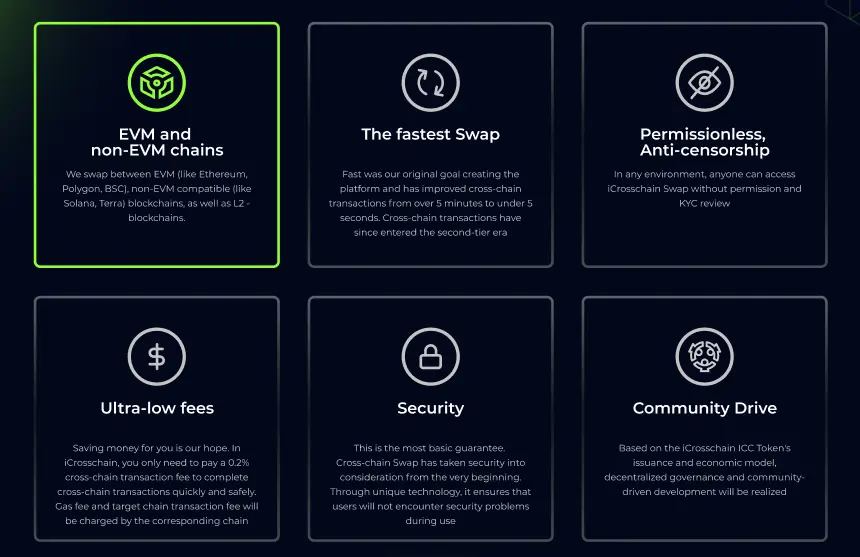 EVM and
non-EVM chains
We swap between EVM (like Ethereum,
Polygon, BSC), non-EVM compatible (like
Solana, Terra) blockchains, as well as L2 -
blockchains.
The fastest Swap
Fast was our original goal creating the
platform and has improved cross-chain
transactions from over 5 minutes to under 5
seconds. Cross-chain transactions have
since entered the second-tier era
Permissionless,
Anti-censorship
In any environment, anyone can access
iCrosschain Swap without permission and
KYC review
Ultra-low fees
Saving money for you is our hope. In
iCrosschain, you only need to pay a 0.2%
cross-chain transaction fee to complete
cross-chain transactions quickly and safely.
Gas fee and target chain transaction fee will
be charged by the corresponding chain
Security
This is the most basic guarantee.
Cross-chain Swap has taken security into
consideration from the very beginning.
Through unique technology, it ensures that
users will not encounter security problems
during use
Community Drive
Based on the iCrosschain ICC Token's
issuance and economic model,
decentralized governance and community-
driven development will be realized